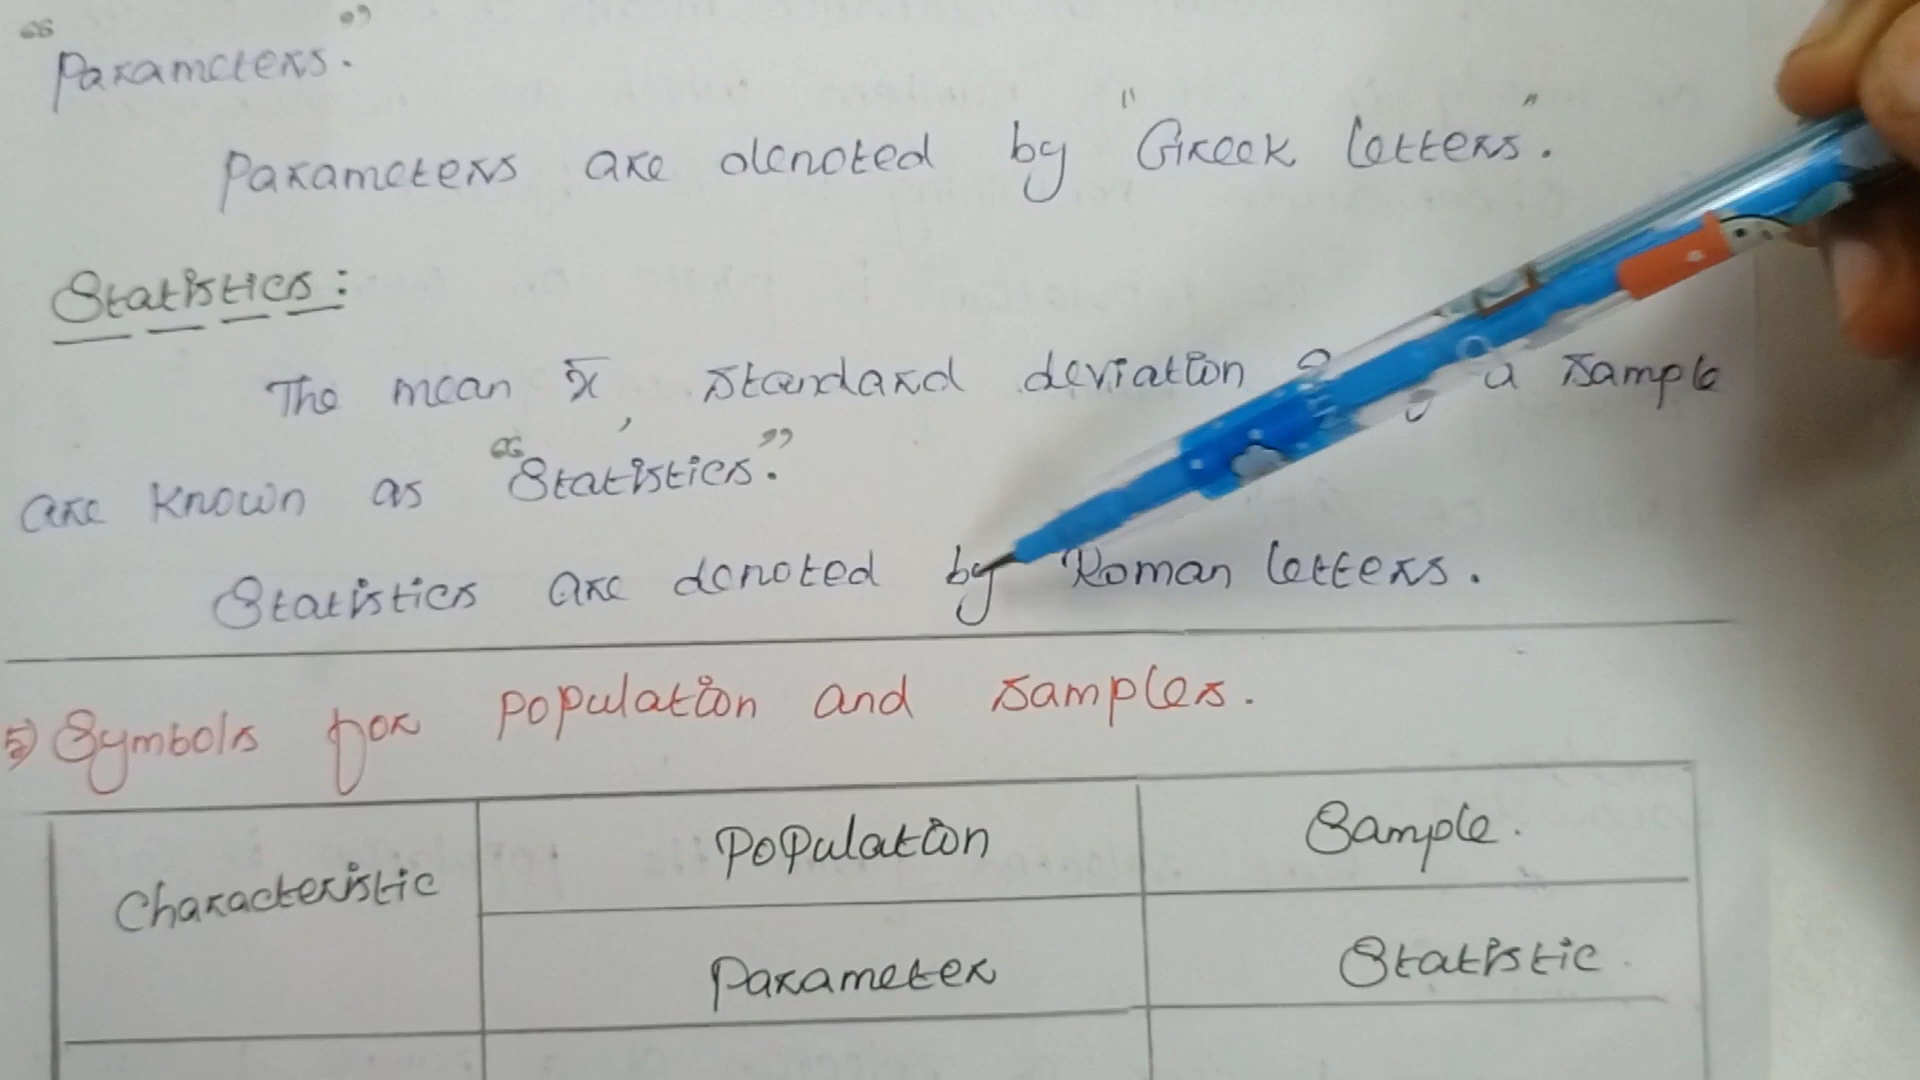 "Parameters."
Parameters are denoted by "Greek letters".
Statistics:
The mean x̄, standard deviation a sample
are known as "Statistics."
Statistics are denoted by Roman letters.
5) Symbols for population and samples.
Characteristic
Population
Sample.
Parameter
Statistic.